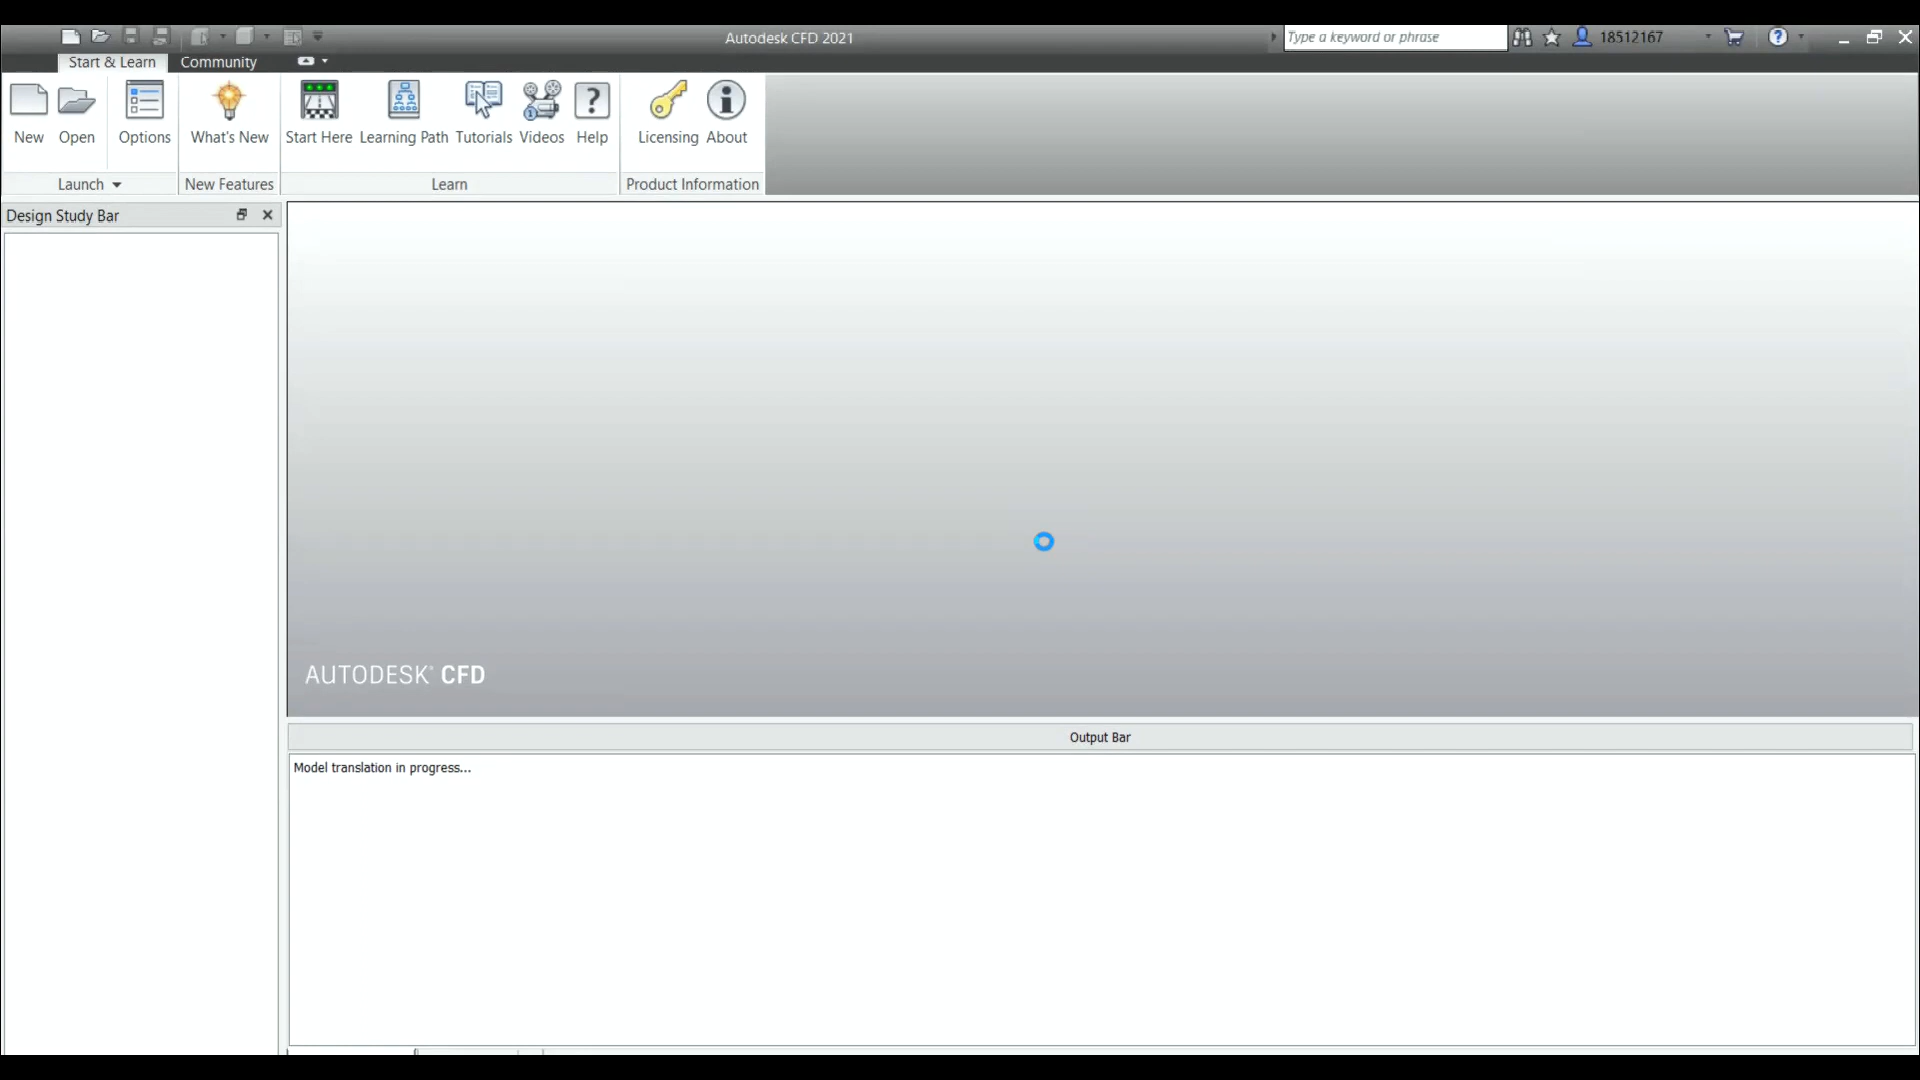 Autodesk CFD 2021
Type a keyword or phrase
18512167
Start & Learn
Community
New
Open
Options
What's New
Start Here
Learning Path
Tutorials
Videos
Help
Licensing
About
Launch
New Features
Learn
Product Information
Design Study Bar
AUTODESK® CFD
Output Bar
Model translation in progress...